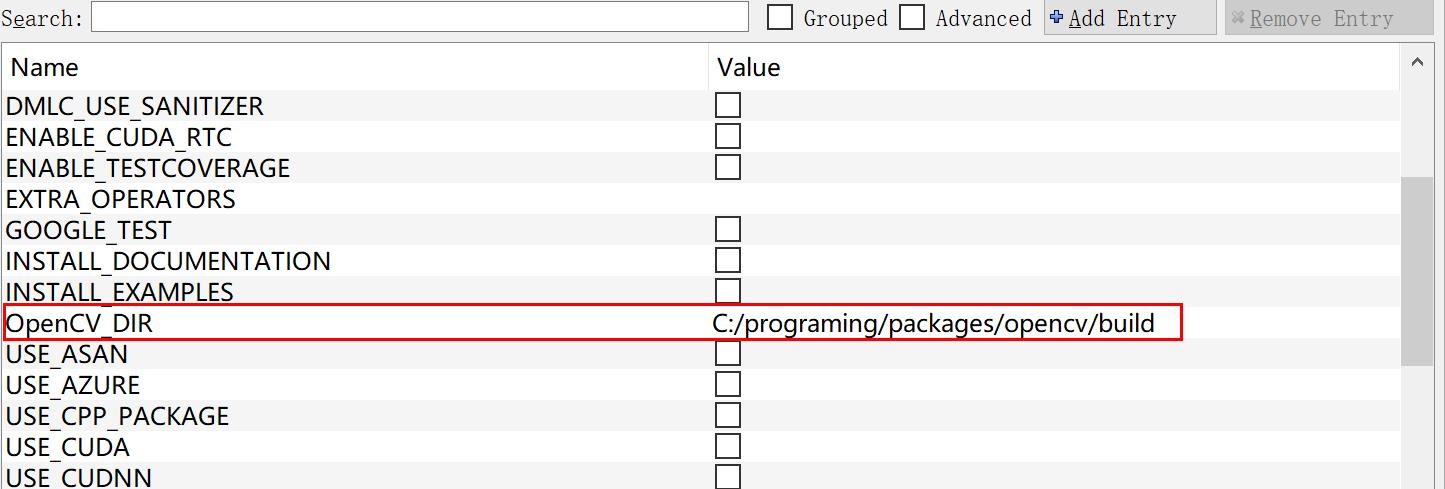 Search: Grouped Advanced Add Entry Remove Entry
Name Value
DMLC_USE_SANITIZER
ENABLE_CUDA_RTC
ENABLE_TESTCOVERAGE
EXTRA_OPERATORS
GOOGLE_TEST
INSTALL_DOCUMENTATION
INSTALL_EXAMPLES
OpenCV_DIR C:/programing/packages/opencv/build
USE_ASAN
USE_AZURE
USE_CPP_PACKAGE
USE_CUDA
USE_CUDNN